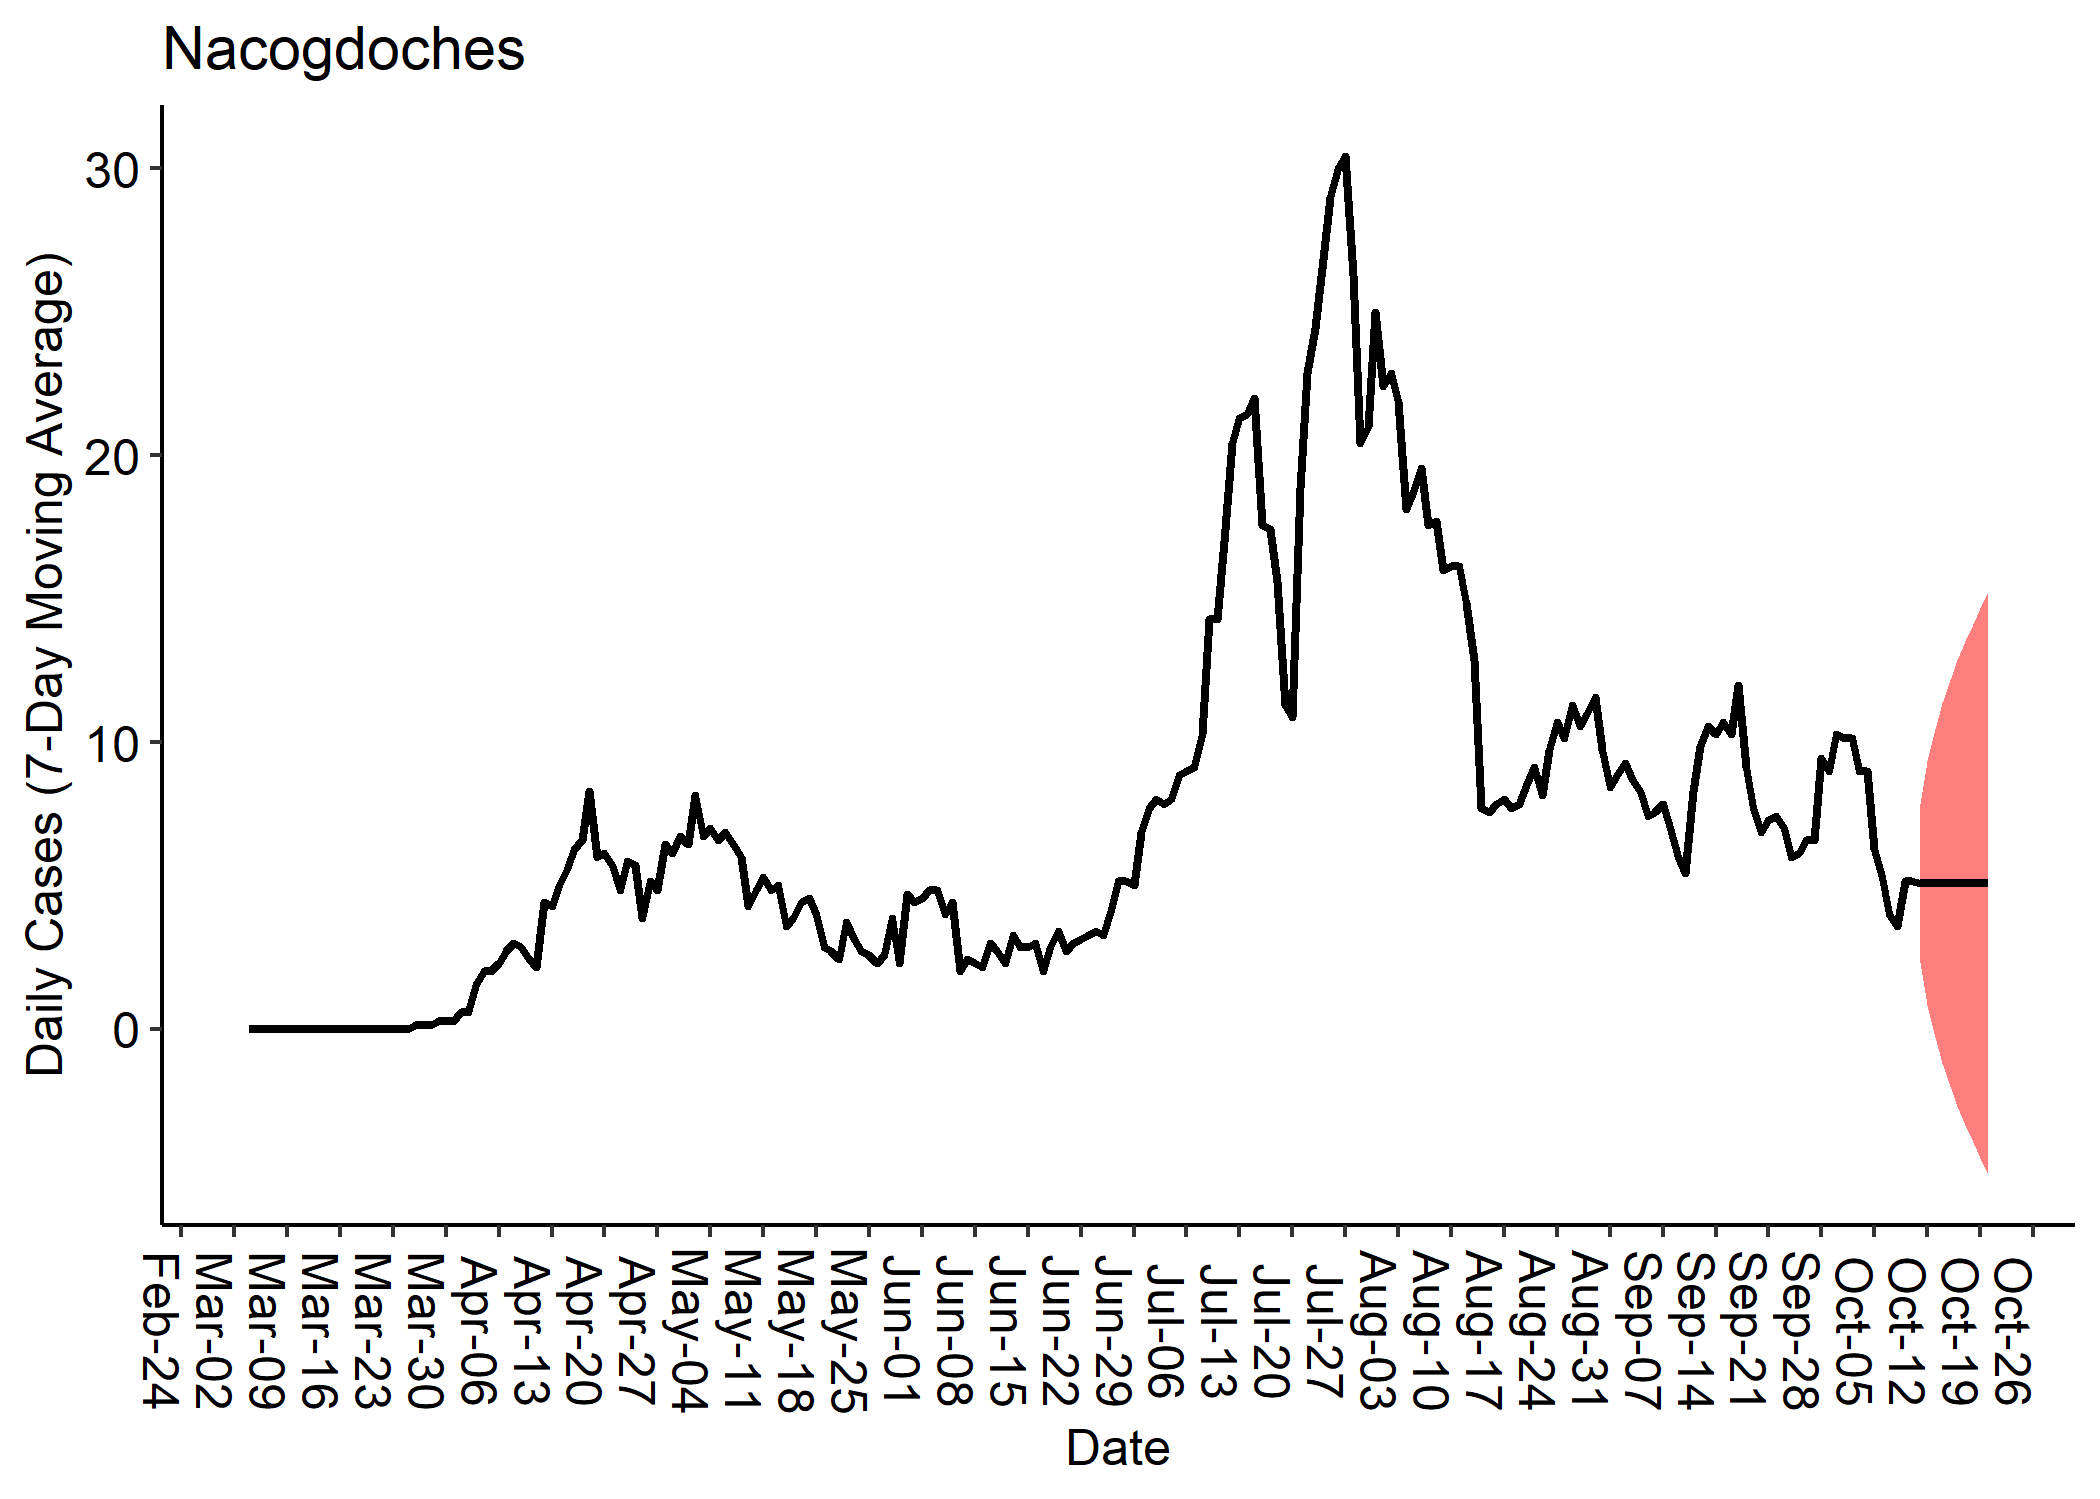 Nacogdoches
Daily Cases (7-Day Moving Average)
30
20
10
0
Feb-24
Mar-02
Mar-09
Mar-16
Mar-23
Mar-30
Apr-06
Apr-13
Apr-20
Apr-27
May-04
May-11
May-18
May-25
Jun-01
Jun-08
Jun-15
Jun-22
Jun-29
Jul-06
Jul-13
Jul-20
Jul-27
Aug-03
Aug-10
Aug-17
Aug-24
Aug-31
Sep-07
Sep-14
Sep-21
Sep-28
Oct-05
Oct-12
Oct-19
Oct-26
Date